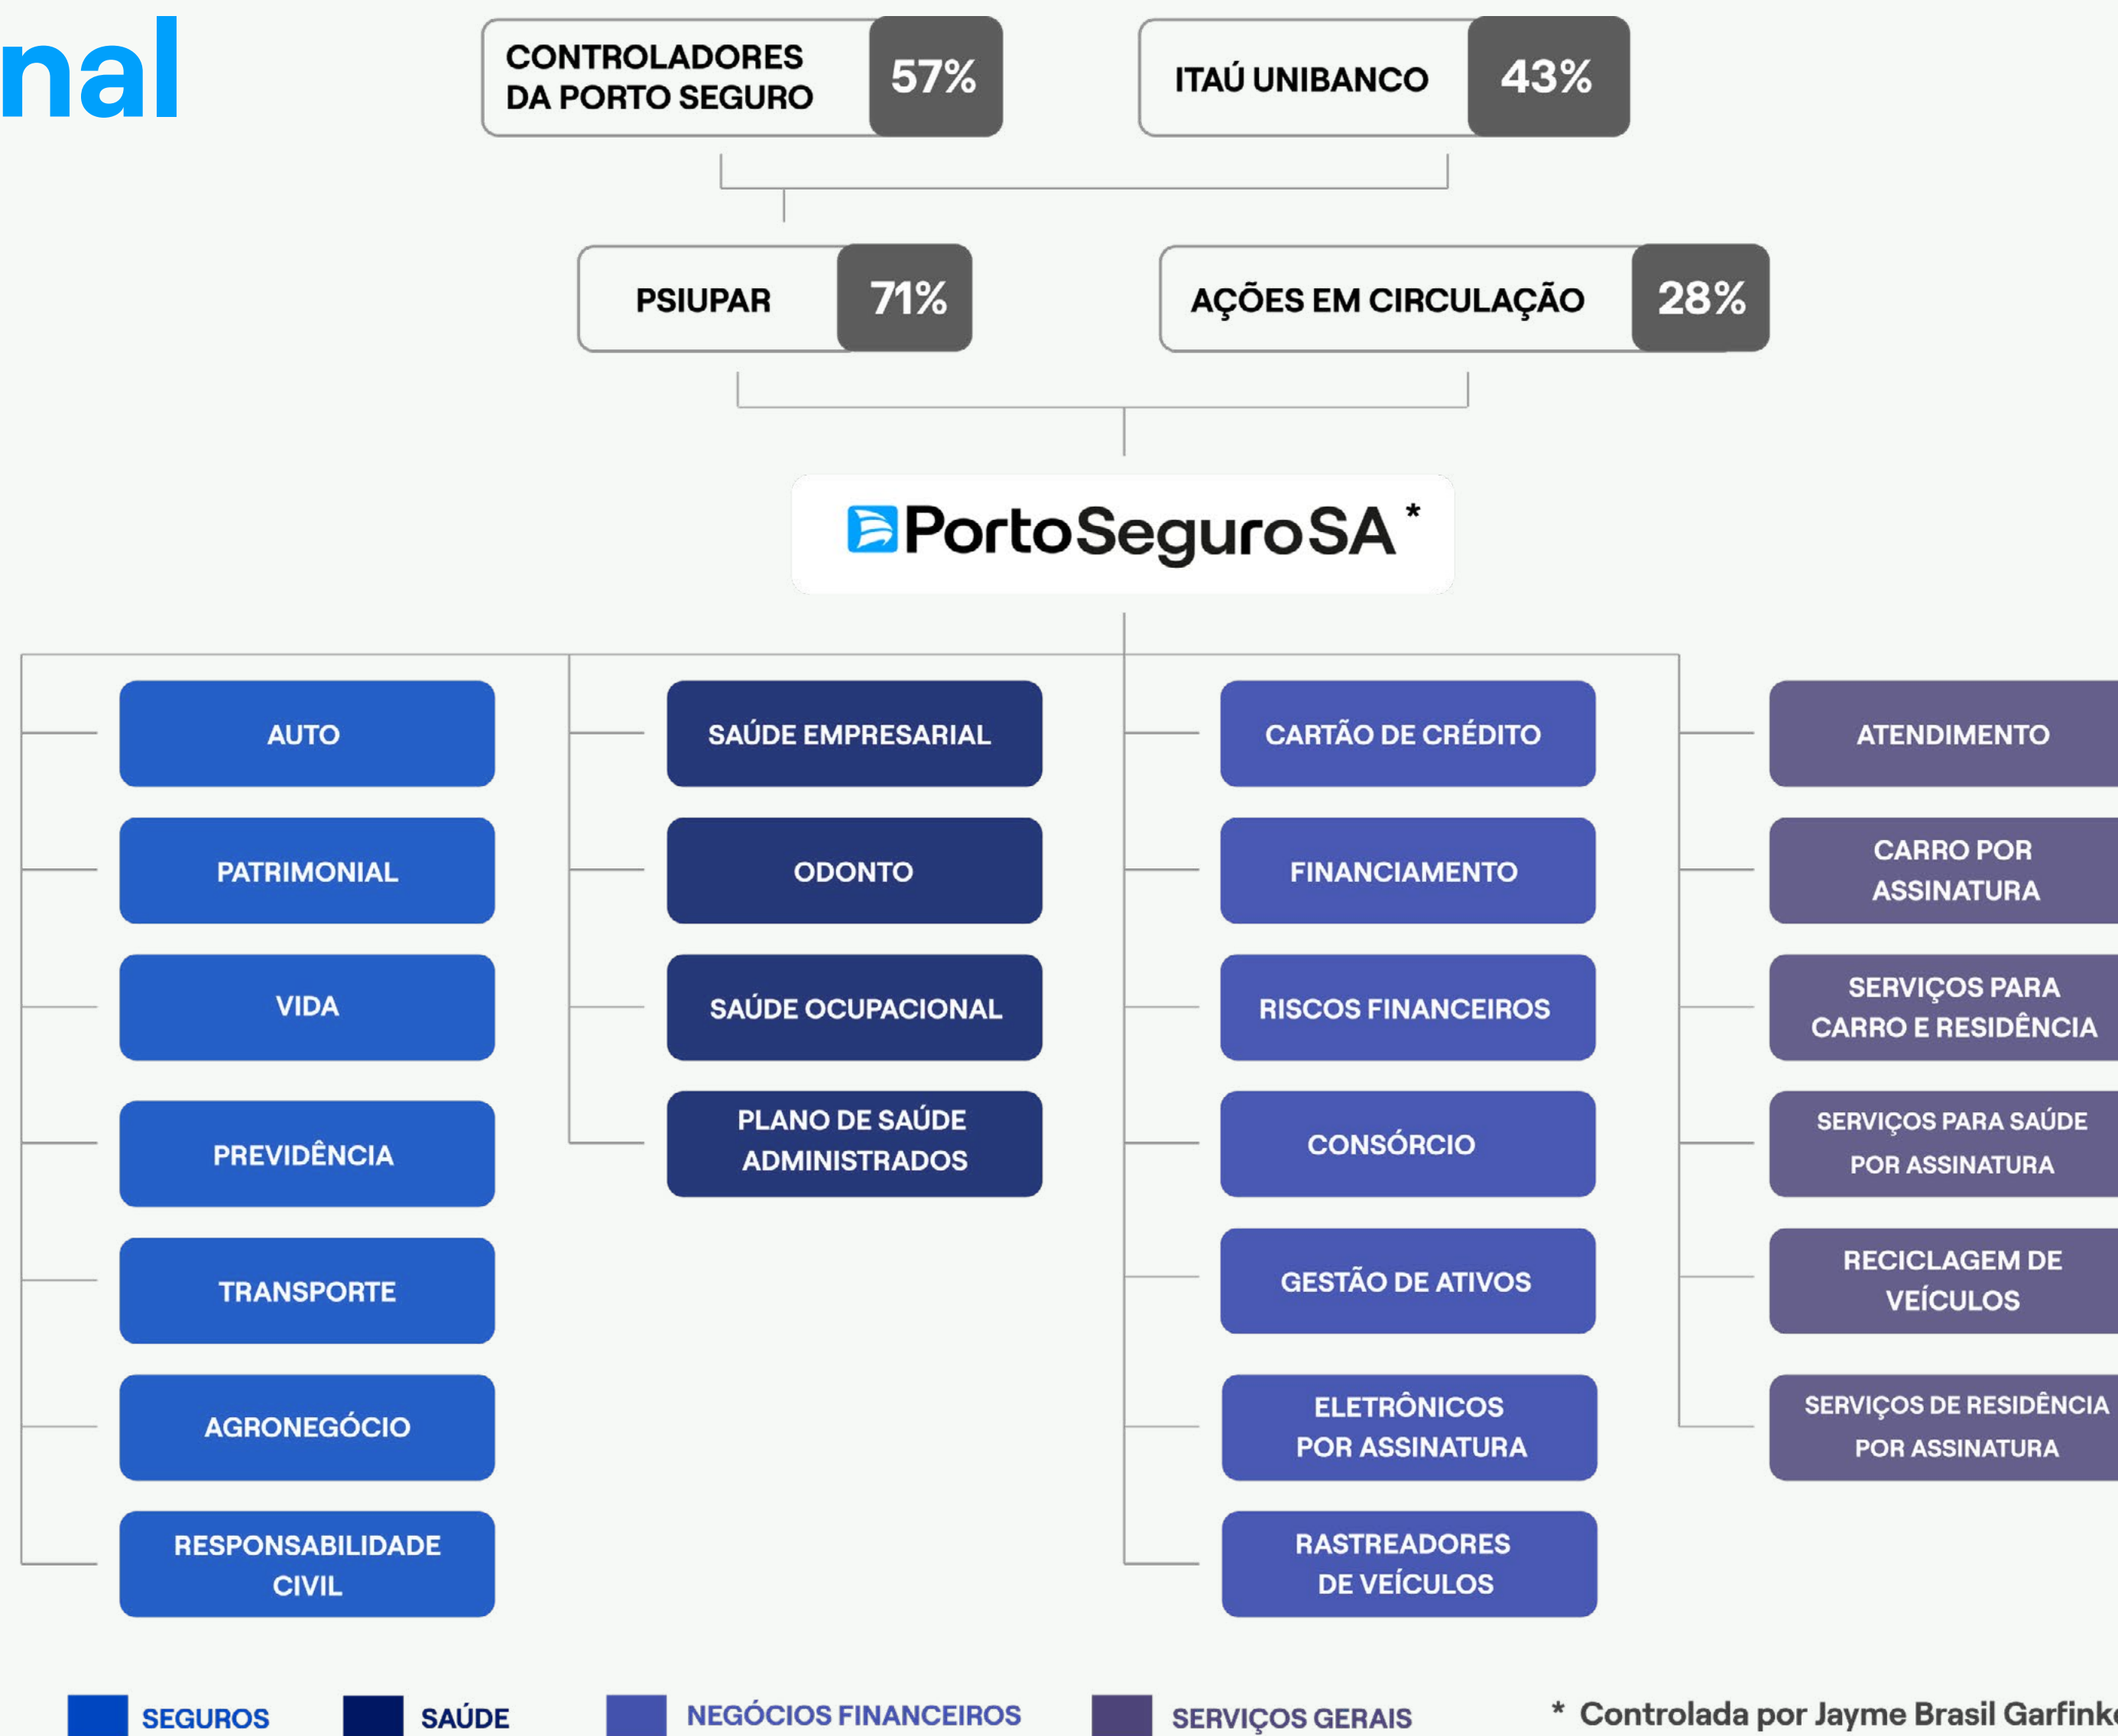 nal
CONTROLADORES
DA PORTO SEGURO
57%
ITAÚ UNIBANCO
43%
PSIUPAR
71%
AÇÕES EM CIRCULAÇÃO
28%
PortoSeguroSA*
AUTO
PATRIMONIAL
VIDA
PREVIDÊNCIA
TRANSPORTE
AGRONEGÓCIO
RESPONSABILIDADE
CIVIL
SAÚDE EMPRESARIAL
ODONTO
SAÚDE OCUPACIONAL
PLANO DE SAÚDE
ADMINISTRADOS
CARTÃO DE CRÉDITO
FINANCIAMENTO
RISCOS FINANCEIROS
CONSÓRCIO
GESTÃO DE ATIVOS
ELETRÔNICOS
POR ASSINATURA
RASTREADORES
DE VEÍCULOS
ATENDIMENTO
CARRO POR
ASSINATURA
SERVIÇOS PARA
CARRO E RESIDÊNCIA
SERVIÇOS PARA SAÚDE
POR ASSINATURA
RECICLAGEM DE
VEÍCULOS
SERVIÇOS DE RESIDÊNCIA
POR ASSINATURA
SEGUROS
SAÚDE
NEGÓCIOS FINANCEIROS
SERVIÇOS GERAIS
* Controlada por Jayme Brasil